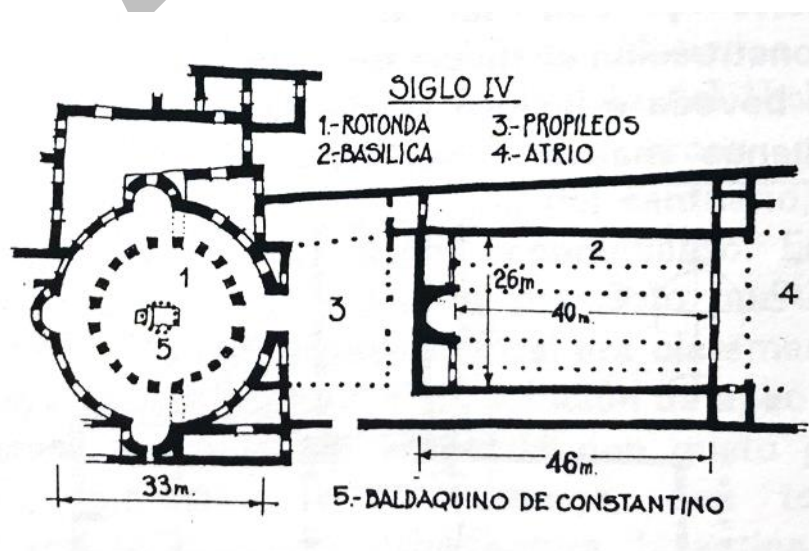 SIGLO IV
1.-ROTONDA 3.-PROPILEOS
2.-BASILICA 4.-ATRIO
1
2
26m
3
40m.
4
5
33m.
46m.
5.-BALDAQUINO DE CONSTANTINO